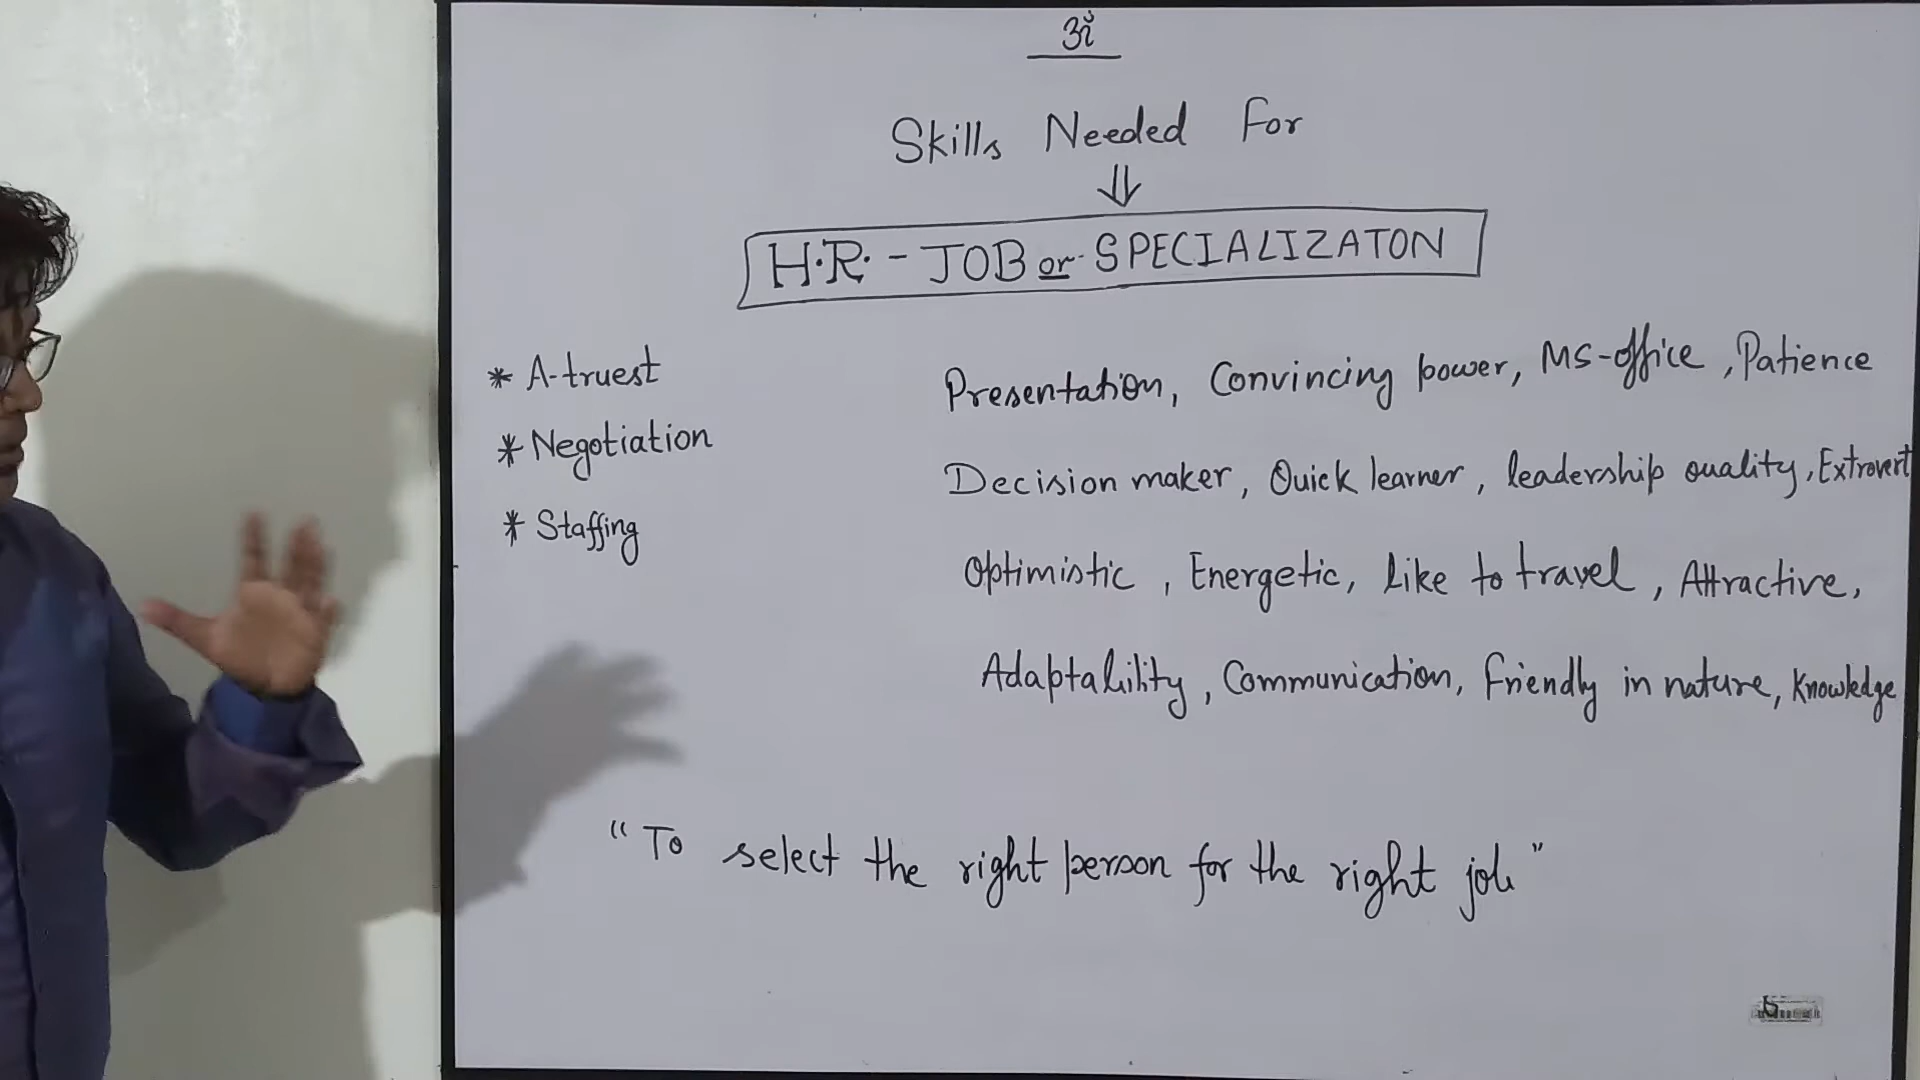 ॐ
Skills Needed For
⇓
H.R. - JOB or SPECIALIZATON
* A-truest
* Negotiation
* Staffing
Presentation, Convincing power, MS-office, Patience
Decision maker, Quick learner, leadership quality, Extrovert
Optimistic, Energetic, like to travel, Attractive,
Adaptability, Communication, Friendly in nature, Knowledge
"To select the right person for the right job"